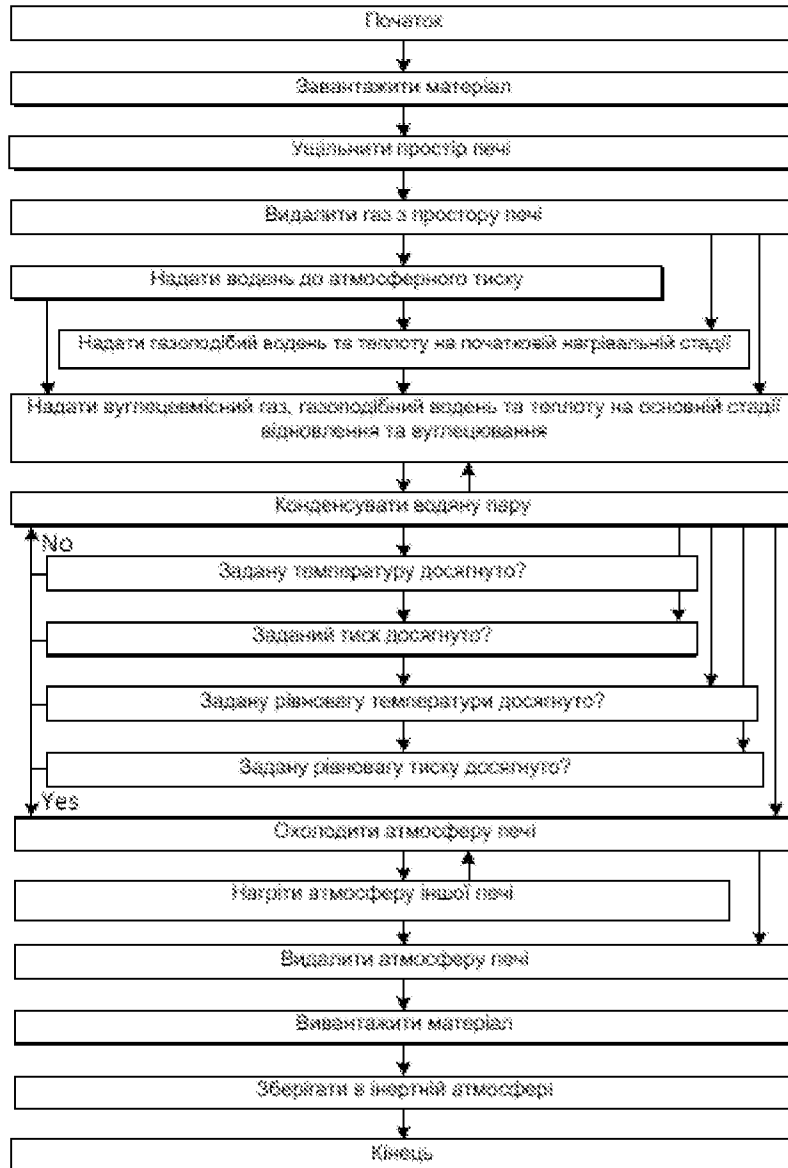 Початок
Завантажити матеріал
Ущільнити простір печі
Видалити газ з простору печі
Надати водень до атмосферного тиску
Надати газоподібий водень та теплоту на початковій нагрівальній стадії
Надати вуглецевмісний газ, газоподібний водень та теплоту на основній стадії
відновлення та вуглецювання
Конденсувати водяну пару
No
Задану температуру досягнуто?
Заданий тиск досягнуто?
Задану рівновагу температури досягнуто?
Задану рівновагу тиску досягнуто?
Yes
Охолодити атмосферу печі
Нагріти атмосферу іншої печі
Видалити атмосферу печі
Вивантажити матеріал
Зберігати в інертній атмосфері
Кінець